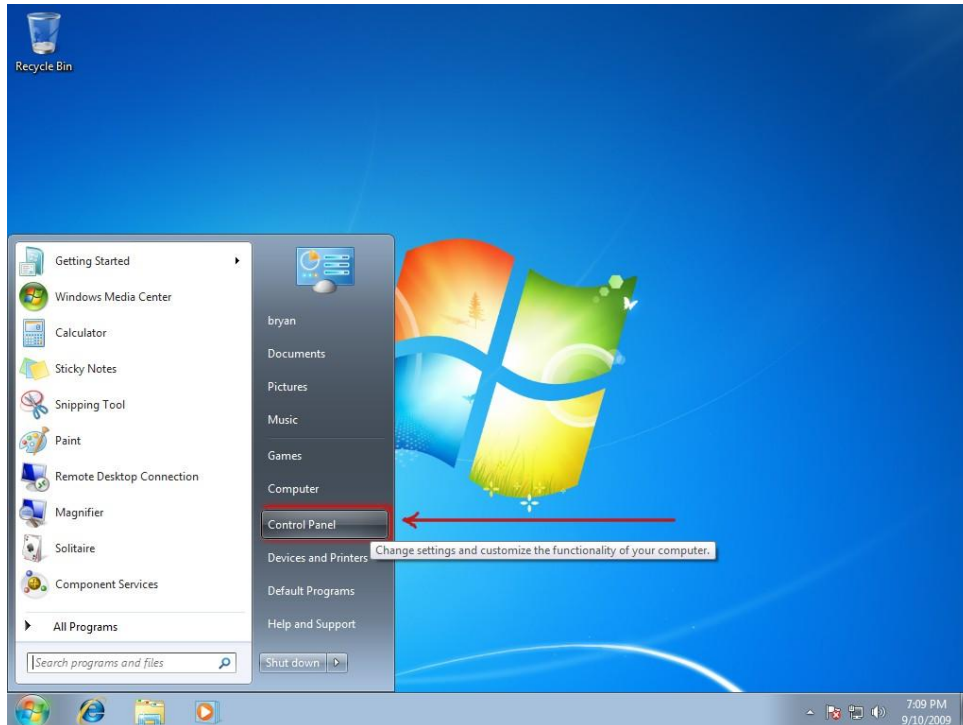 Recycle Bin
Getting Started
Windows Media Center
Calculator
Sticky Notes
Snipping Tool
Paint
Remote Desktop Connection
Magnifier
Solitaire
Component Services
All Programs
Search programs and files
bryan
Documents
Pictures
Music
Games
Computer
Control Panel
Change settings and customize the functionality of your computer.
Devices and Printers
Default Programs
Help and Support
Shut down
7:09 PM
9/10/2009